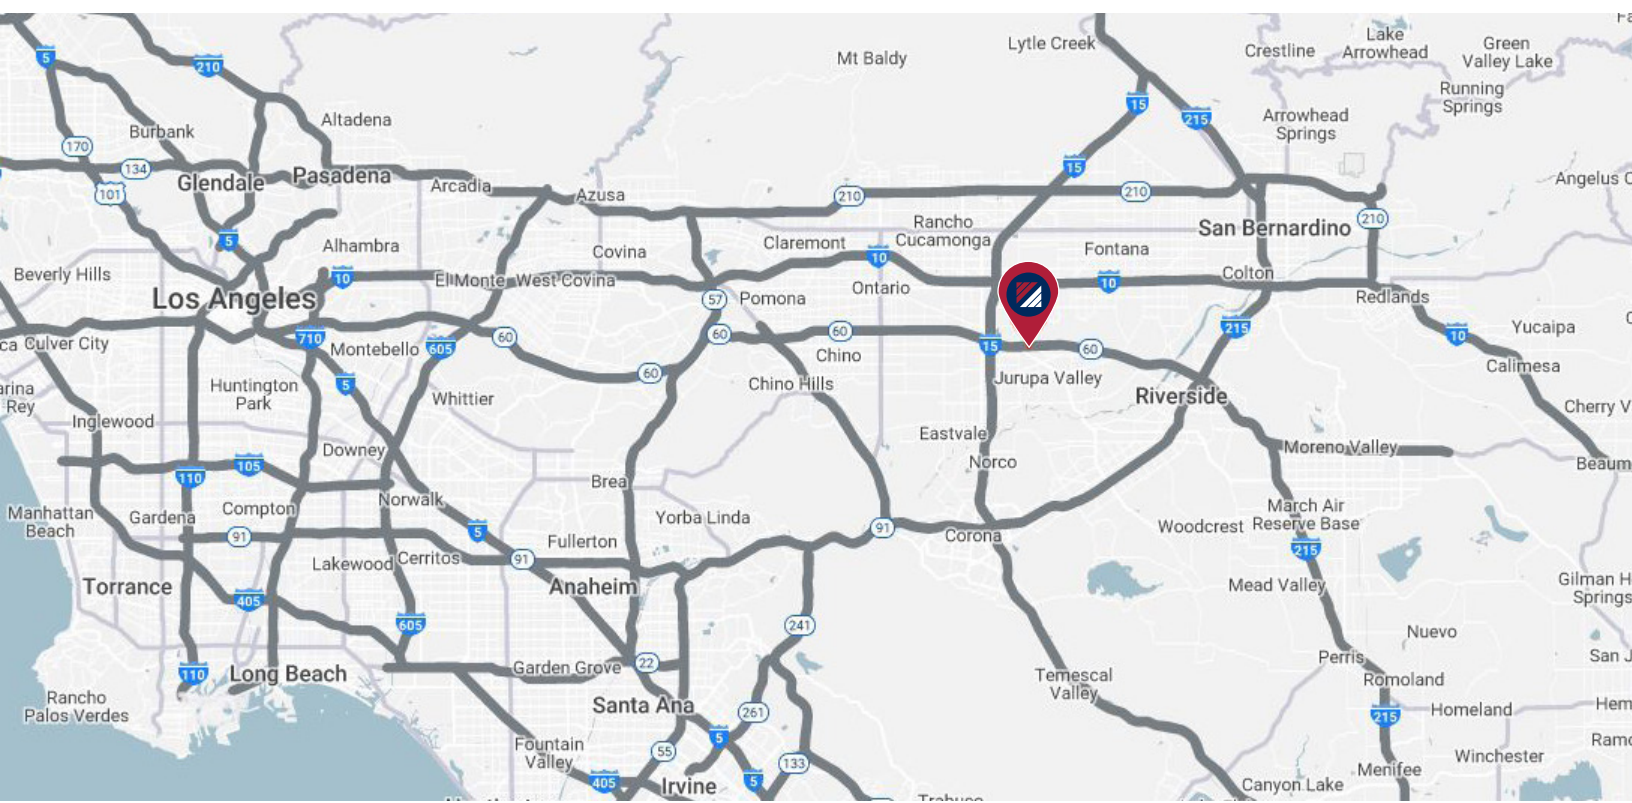 Lytle Creek
Lake
Arrowhead
Green
Valley Lake
Crestline
5
210
Mt Baldy
Running
Springs
15
215
Arrowhead
Springs
Altadena
Burbank
170
134
Glendale
Pasadena
15
Arcadia
101
Azusa
210
210
Angelus
San Bernardino
210
Rancho
Cucamonga
5
Alhambra
Covina
Claremont
10
Fontana
Beverly Hills
10
El Monte
West Covina
Ontario
10
Colton
Los Angeles
57
Pomona
Redlands
215
Yucaipa
10
Culver City
710
Montebello
605
60
60
60
Chino
15
60
Jurupa Valley
Calimesa
60
5
Huntington
Park
Whittier
Chino Hills
Riverside
Rey
Inglewood
Cherry V
Downey
Eastvale
Norco
Moreno Valley
105
110
Brea
Norwalk
Manhattan
Beach
Gardena
Compton
Yorba Linda
March Air
Reserve Base
Woodcrest
91
5
Fullerton
91
Corona
215
Lakewood
Cerritos
91
Torrance
Anaheim
Mead Valley
Gilman H
Springs
405
605
241
Nuevo
Perris
San J
110
Long Beach
Garden Grove
22
Temescal
Valley
Romoland
Rancho
Palos Verdes
Santa Ana
261
215
Homeland
Hem
5
Fountain
Valley
55
133
Winchester
Menifee
405
Irvine
5
Canyon Lake